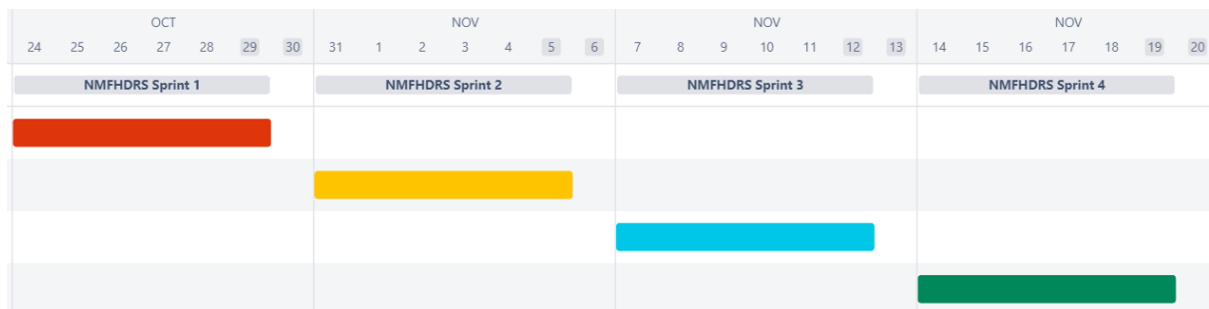 OCT NOV NOV NOV
24 25 26 27 28 29 30 31 1 2 3 4 5 6 7 8 9 10 11 12 13 14 15 16 17 18 19 20
NMFHDRS Sprint 1 NMFHDRS Sprint 2 NMFHDRS Sprint 3 NMFHDRS Sprint 4